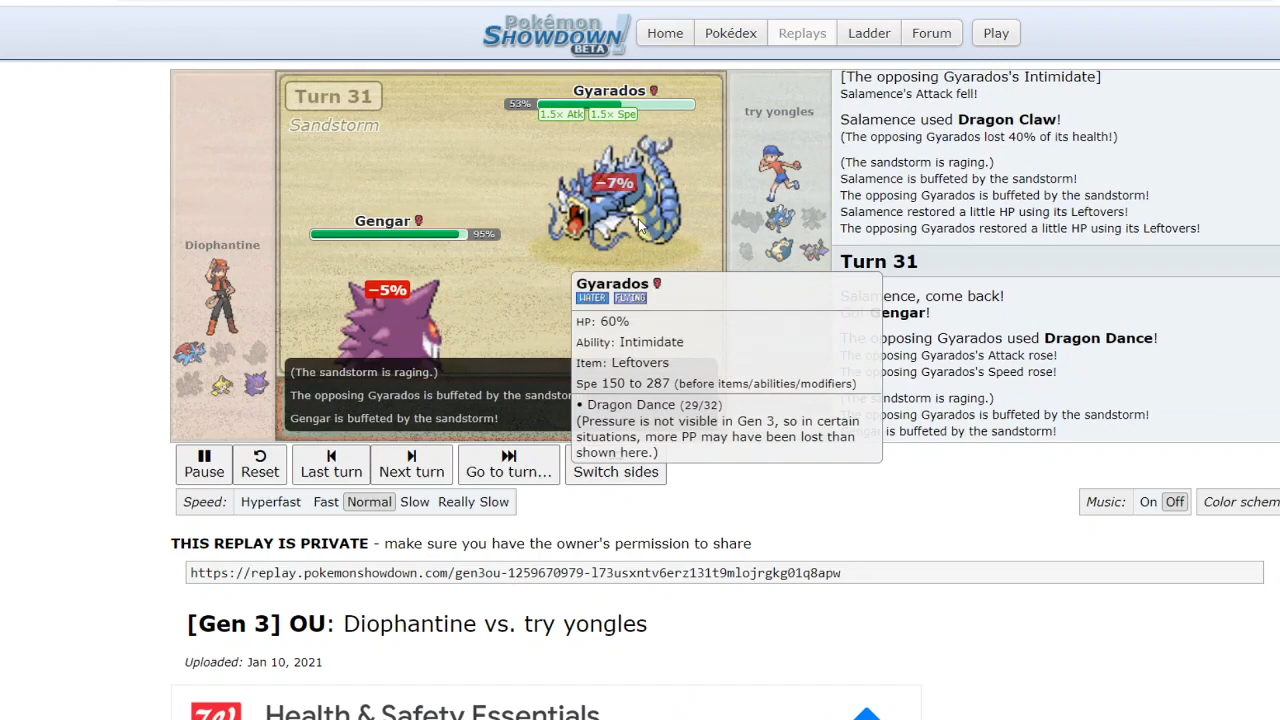 Pokémon
SHOWDOWN!
BETA
Home
Pokédex
Replays
Ladder
Forum
Play
Turn 31
Sandstorm
Gyarados
53%
1.5× Atk
1.5× Spe
−7%
Gengar
95%
−5%
Diophantine
try yongles
(The sandstorm is raging.)
The opposing Gyarados is buffeted by the sandstor
Gengar is buffeted by the sandstorm!
Gyarados
WATER FLYING
HP: 60%
Ability: Intimidate
Item: Leftovers
Spe 150 to 287 (before items/abilities/modifiers)
• Dragon Dance (29/32)
(Pressure is not visible in Gen 3, so in certain
situations, more PP may have been lost than
shown here.)
[The opposing Gyarados's Intimidate]
Salamence's Attack fell!
Salamence used Dragon Claw!
(The opposing Gyarados lost 40% of its health!)
(The sandstorm is raging.)
Salamence is buffeted by the sandstorm!
The opposing Gyarados is buffeted by the sandstorm!
Salamence restored a little HP using its Leftovers!
The opposing Gyarados restored a little HP using its Leftovers!
Turn 31
Salamence, come back!
Gengar!
The opposing Gyarados used Dragon Dance!
The opposing Gyarados's Attack rose!
The opposing Gyarados's Speed rose!
sandstorm is raging.)
opposing Gyarados is buffeted by the sandstorm!
is buffeted by the sandstorm!
Pause
Reset
Last turn
Next turn
Go to turn...
Switch sides
Speed: Hyperfast Fast Normal Slow Really Slow
Music: On Off
Color schem
THIS REPLAY IS PRIVATE - make sure you have the owner's permission to share
https://replay.pokemonshowdown.com/gen3ou-1259670979-l73usxntv6erz131t9mlojrgkg01q8apw
[Gen 3] OU: Diophantine vs. try yongles
Uploaded: Jan 10, 2021
Health & Safety Essentials